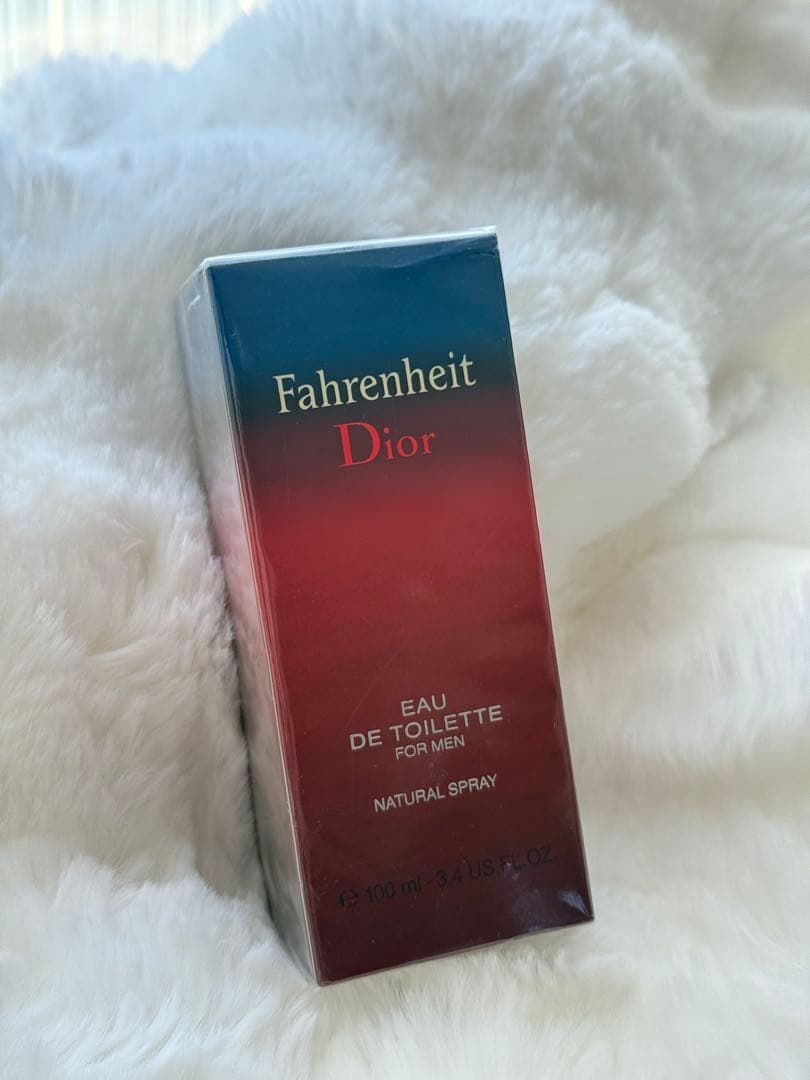 Fahrenheit
Dior
EAU
DE TOILETTE
FOR MEN
NATURAL SPRAY
℮ 100 ml - 3.4 US.FL.OZ.